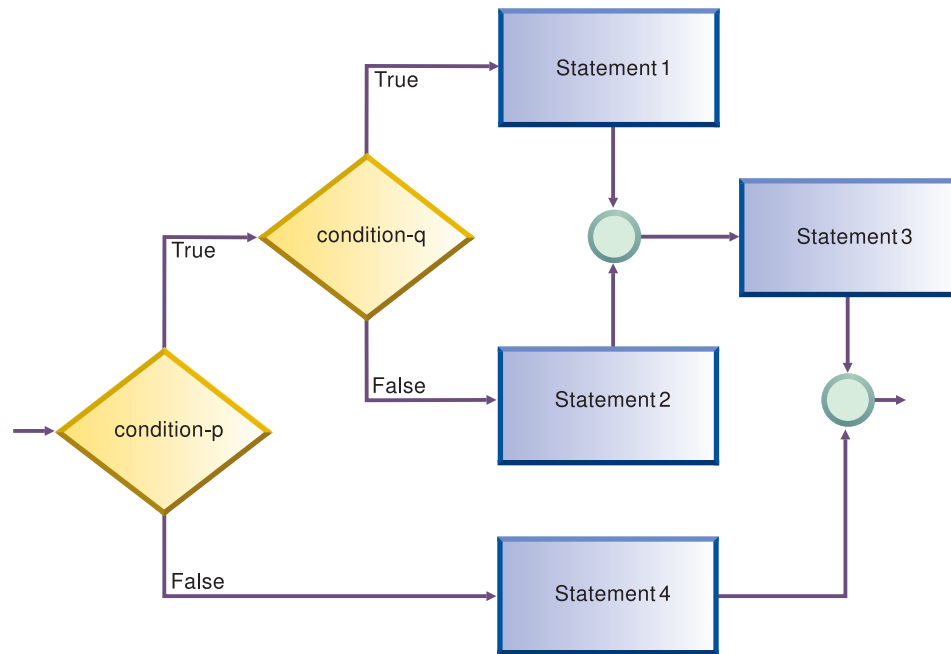 Statement 1
True
condition-q
Statement 3
True
False
Statement 2
condition-p
False
Statement 4